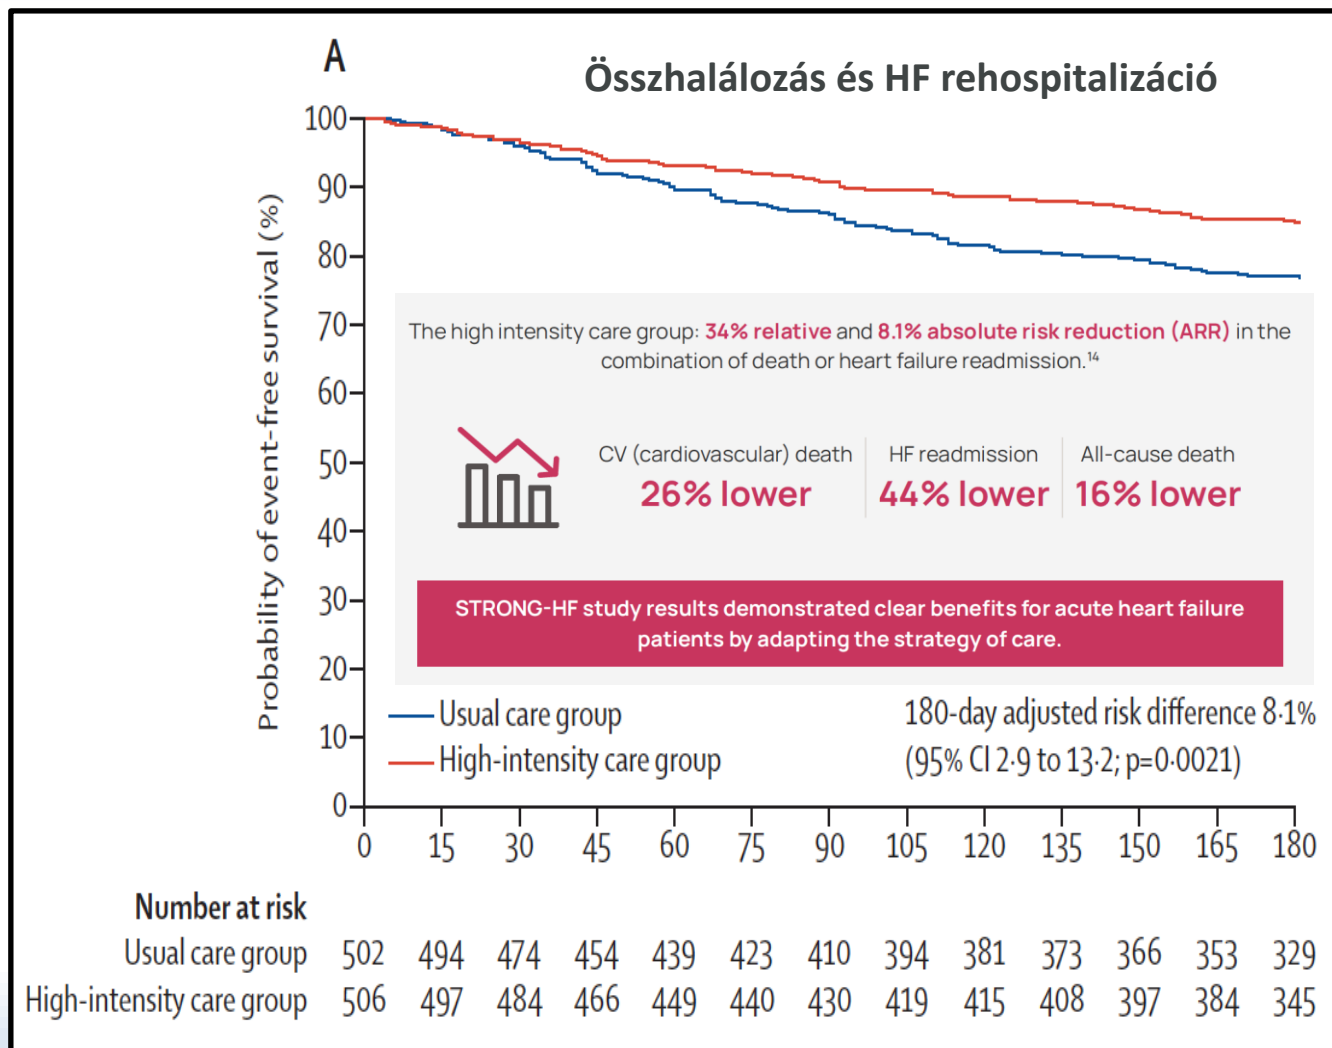 A
Összhalálozás és HF rehospitalizáció
Probability of event-free survival (%)
100
90
80
70
60
50
40
30
20
10
0
The high intensity care group: 34% relative and 8.1% absolute risk reduction (ARR) in the
combination of death or heart failure readmission.¹⁴
CV (cardiovascular) death
26% lower
HF readmission
44% lower
All-cause death
16% lower
STRONG-HF study results demonstrated clear benefits for acute heart failure
patients by adapting the strategy of care.
Usual care group
High-intensity care group
180-day adjusted risk difference 8·1%
(95% CI 2·9 to 13·2; p=0·0021)
0 15 30 45 60 75 90 105 120 135 150 165 180
Number at risk
Usual care group 502 494 474 454 439 423 410 394 381 373 366 353 329
High-intensity care group 506 497 484 466 449 440 430 419 415 408 397 384 345